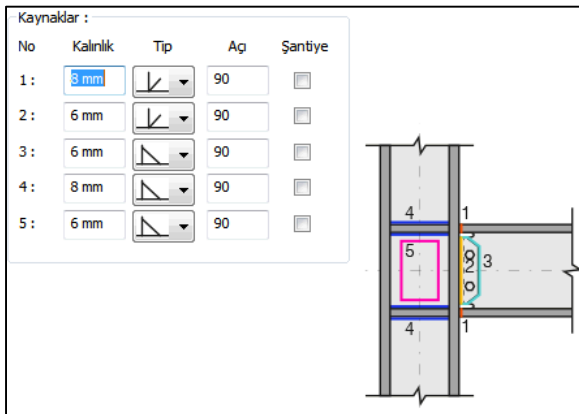 Kaynaklar :
No Kalınlık Tip Açı Şantiye
1 : 8 mm 90
2 : 6 mm 90
3 : 6 mm 90
4 : 8 mm 90
5 : 6 mm 90
4 1
5 2 3
4 1